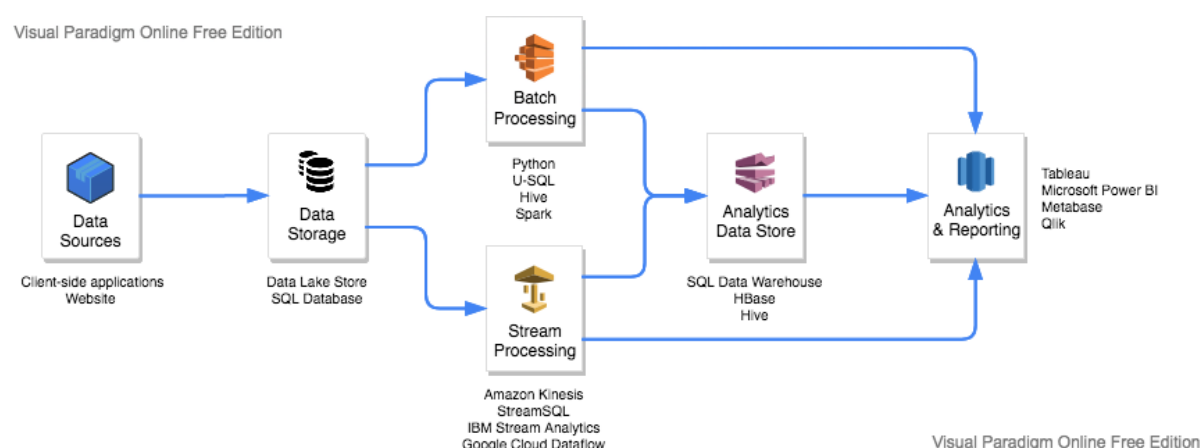 Visual Paradigm Online Free Edition
Batch
Processing
Python
U-SQL
Hive
Spark
Data
Sources
Client-side applications
Website
Data
Storage
Data Lake Store
SQL Database
Analytics
Data Store
SQL Data Warehouse
HBase
Hive
Analytics
& Reporting
Tableau
Microsoft Power BI
Metabase
Qlik
Stream
Processing
Amazon Kinesis
StreamSQL
IBM Stream Analytics
Google Cloud Dataflow
Visual Paradigm Online Free Edition